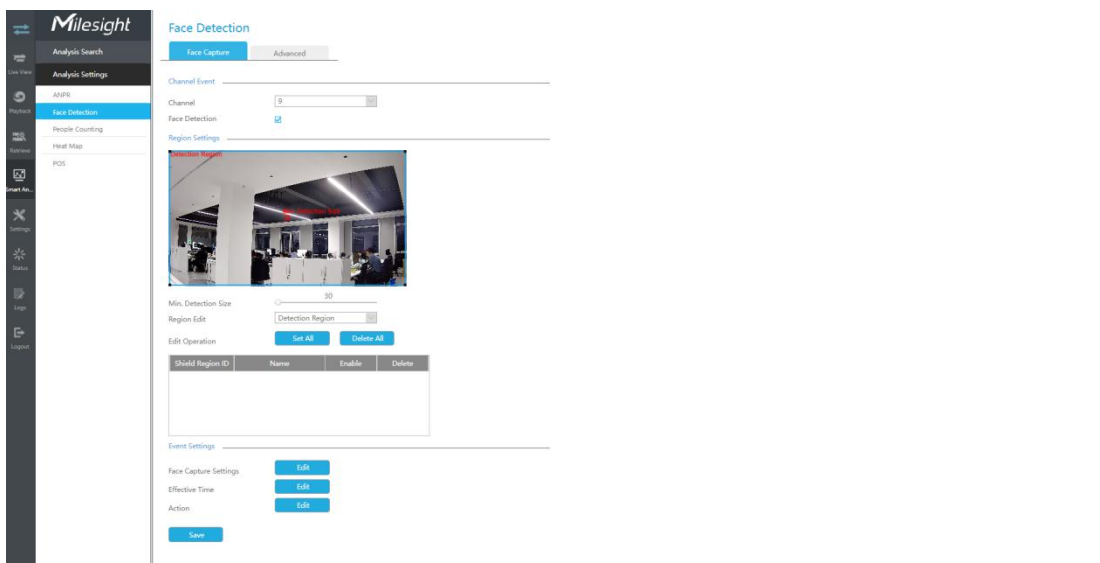 Milesight
Analysis Search
Analysis Settings
ANPR
Face Detection
People Counting
Heat Map
POS
Live View
Playback
Retrieve
Smart An...
Settings
Status
Logs
Logout
Face Detection
Face Capture Advanced
Channel Event
Channel 9
Face Detection
Region Settings
Detection Region
Detection Size
Min. Detection Size 30
Region Edit Detection Region
Edit Operation Set All Delete All
Shield Region ID Name Enable Delete
Event Settings
Face Capture Settings Edit
Effective Time Edit
Action Edit
Save